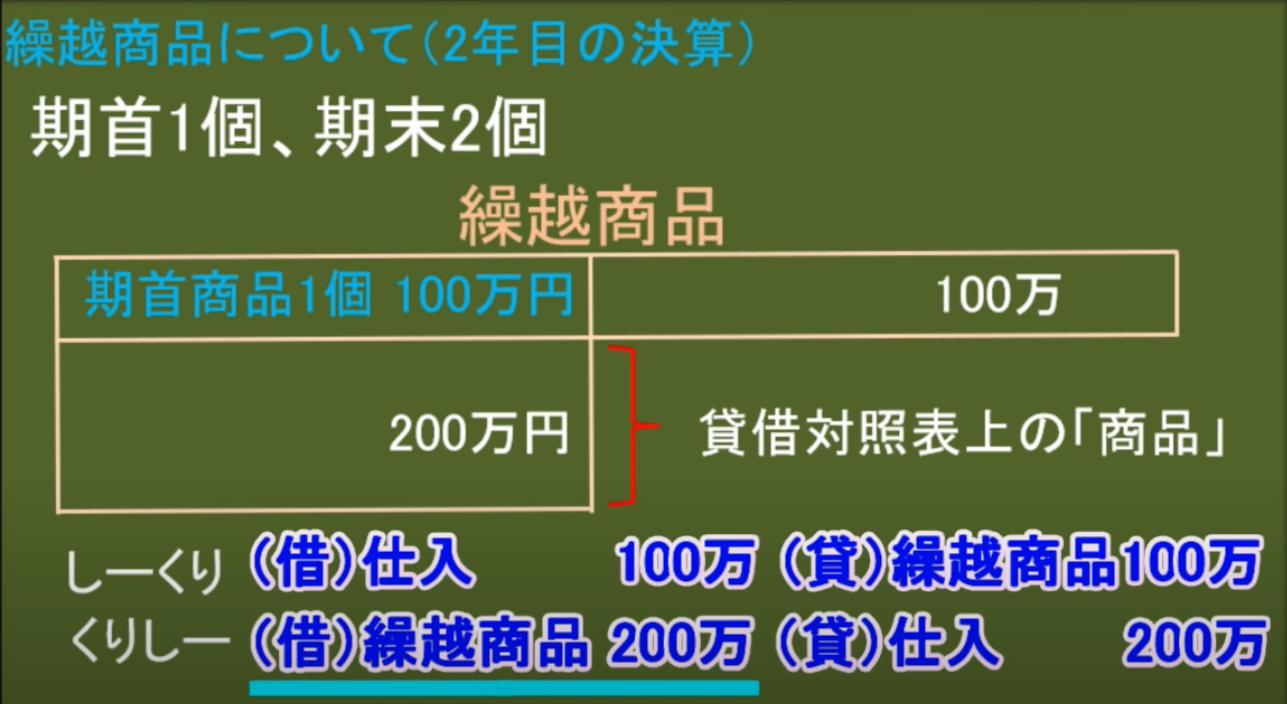 繰越商品について(2年目の決算)
期首1個、期末2個
繰越商品
期首商品1個 100万円 100万
200万円 貸借対照表上の「商品」
しーくり (借)仕入 100万 (貸)繰越商品100万
くりしー (借)繰越商品 200万 (貸)仕入 200万